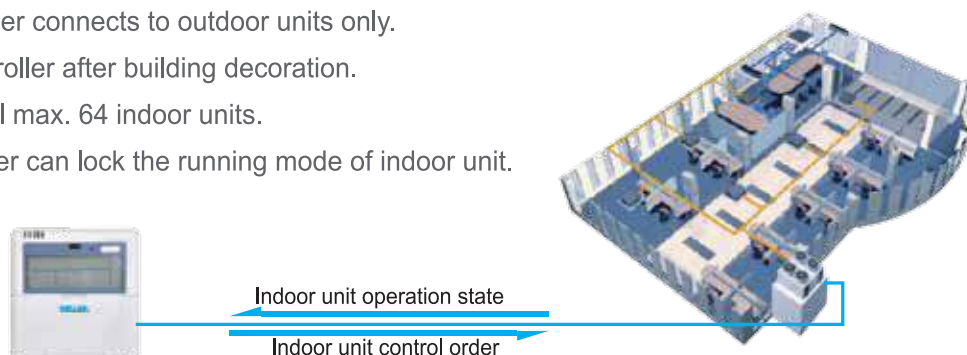 er connects to outdoor units only.
roller after building decoration.
l max. 64 indoor units.
er can lock the running mode of indoor unit.
Indoor unit operation state
Indoor unit control order